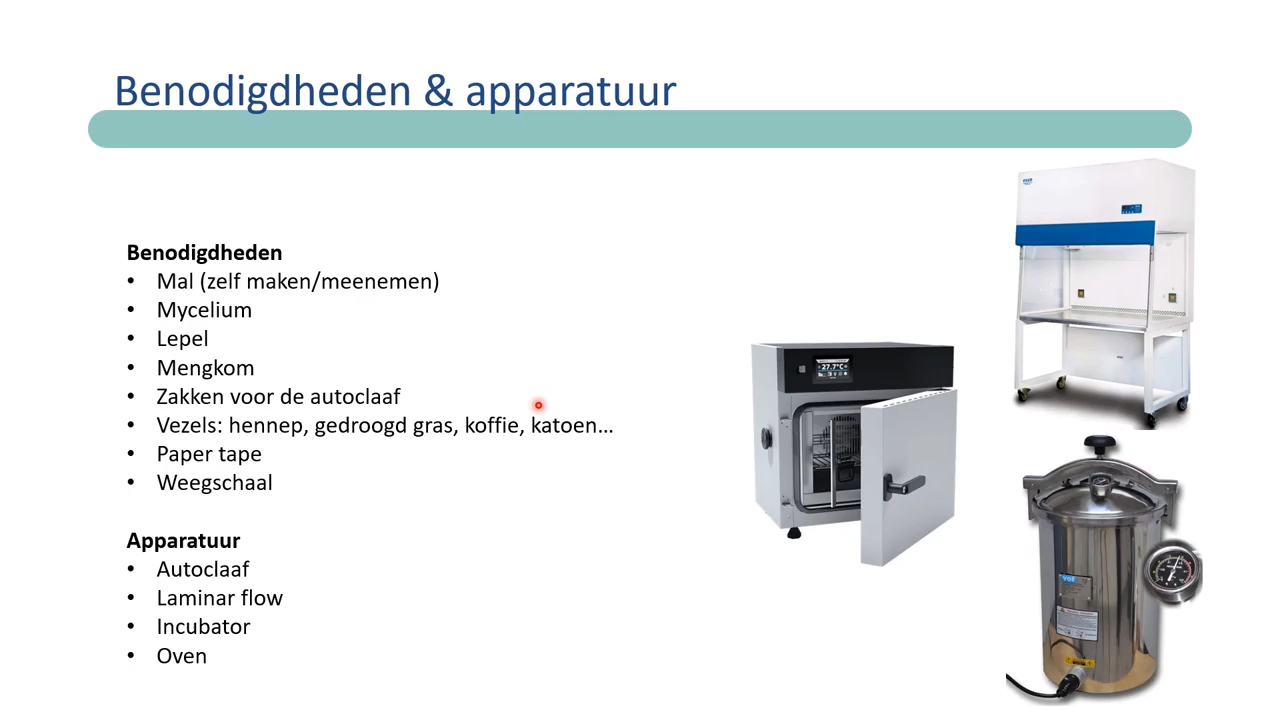 Benodigdheden & apparatuur
Benodigdheden
• Mal (zelf maken/meenemen)
• Mycelium
• Lepel
• Mengkom
• Zakken voor de autoclaaf
• Vezels: hennep, gedroogd gras, koffie, katoen...
• Paper tape
• Weegschaal
Apparatuur
• Autoclaaf
• Laminar flow
• Incubator
• Oven
27.7°C